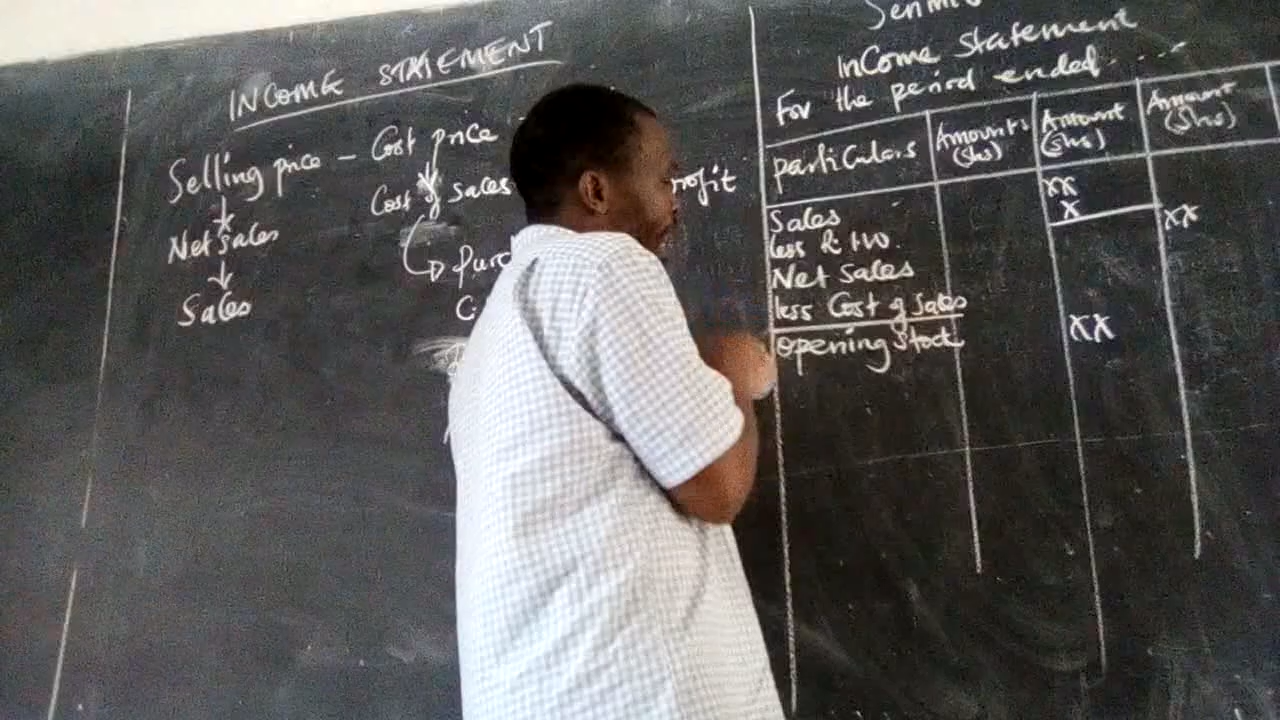 INCOME STATEMENT
Selling price - Cost price
Cost of sales
rofit
Net sales
Sales
Purc
C
Income Statement
For the period ended....
particulars
Amounts (shs)
Amount (shs)
Amount (Shs)
Sales
xx
less R.I.W.
x
xx
Net sales
less Cost of sales
opening stock
xx